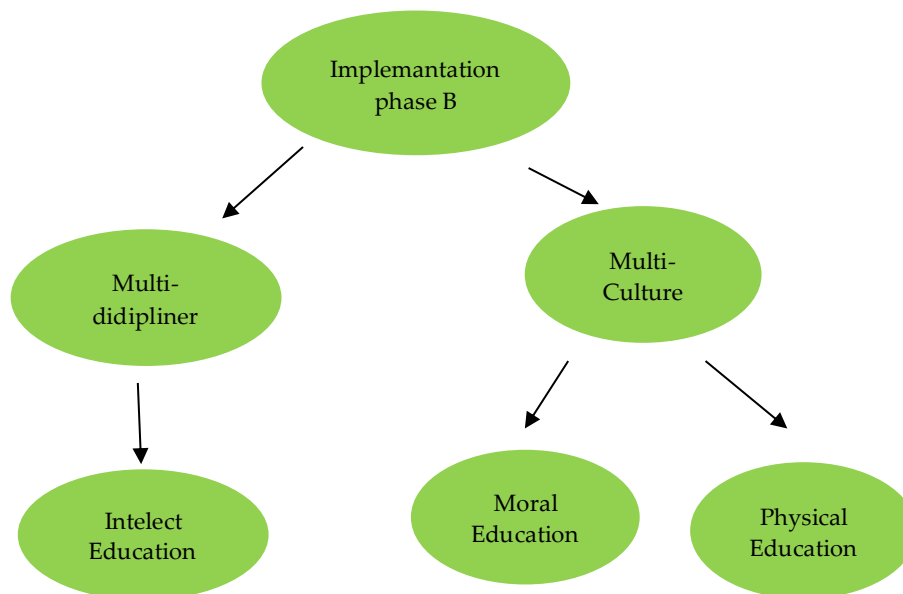 Implemantation
phase B
Multi-
didipliner
Multi-
Culture
Intelect
Education
Moral
Education
Physical
Education